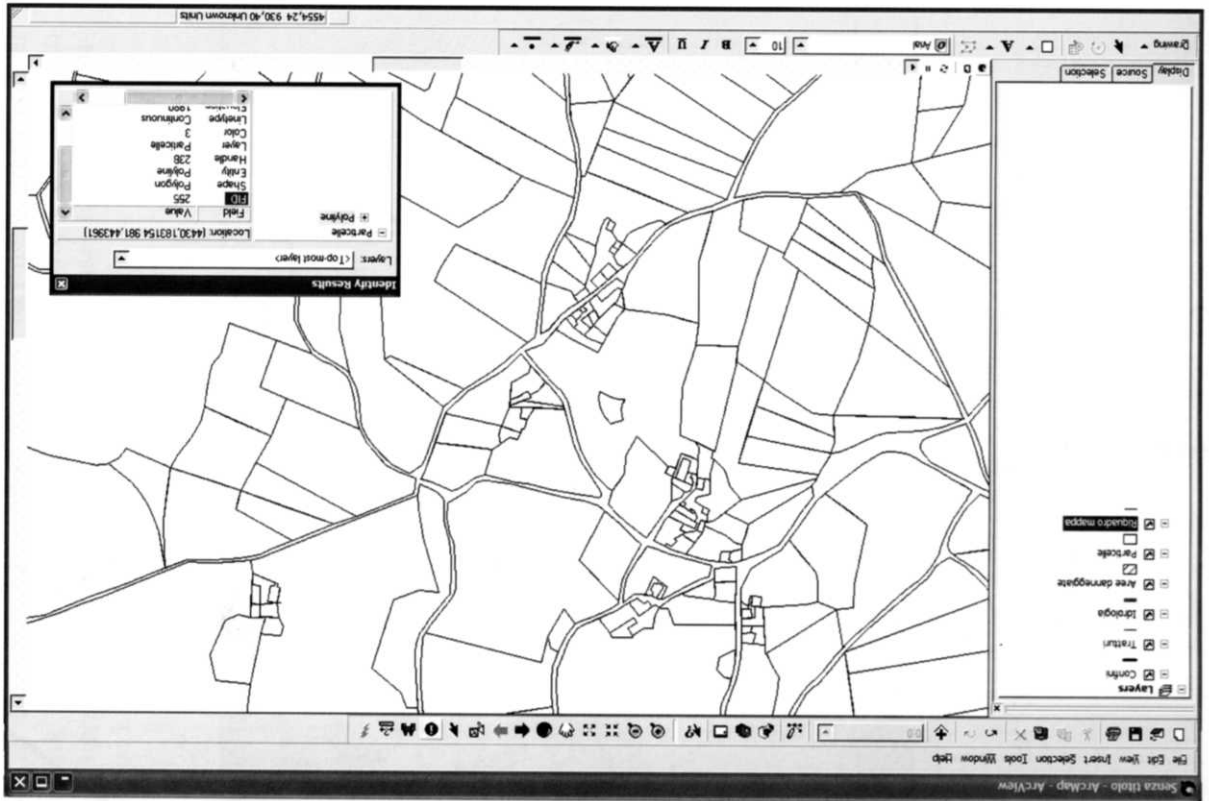 Senza titolo - ArcMap - ArcView
File Edit View Insert Selection Tools Window Help
Layers
Confini
Tratturi
Idrologia
Aree danneggiate
Particelle
Riquadro mappa
Display Source Selection
Identify Results
Layers: <Top-most layer>
Particelle
Polyline
Location: (4430,183154 981,443961)
Field Value
FID 255
Shape Polygon
Entity Polyline
Handle 238
Layer Particelle
Color 3
Linetype Continuous
Drawing A Arial 10 B I U A
4554,24 930,40 Unknown Units